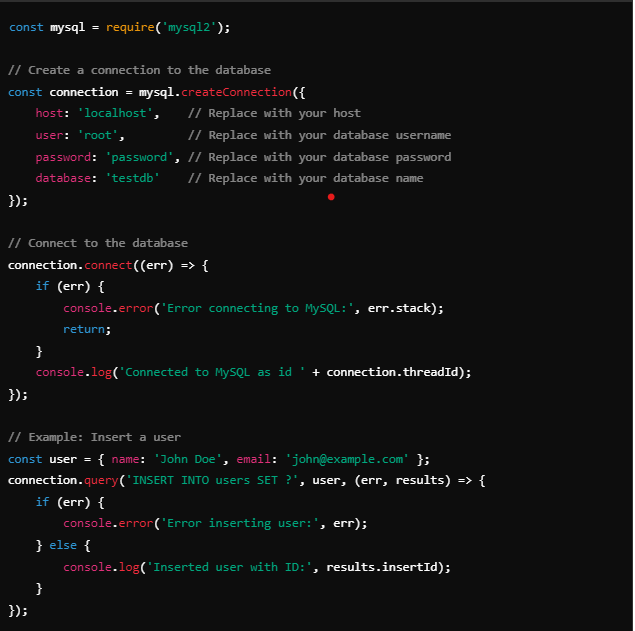 const mysql = require('mysql2');

// Create a connection to the database
const connection = mysql.createConnection({
    host: 'localhost',    // Replace with your host
    user: 'root',         // Replace with your database username
    password: 'password', // Replace with your database password
    database: 'testdb'    // Replace with your database name
});

// Connect to the database
connection.connect((err) => {
    if (err) {
        console.error('Error connecting to MySQL:', err.stack);
        return;
    }
    console.log('Connected to MySQL as id ' + connection.threadId);
});

// Example: Insert a user
const user = { name: 'John Doe', email: 'john@example.com' };
connection.query('INSERT INTO users SET ?', user, (err, results) => {
    if (err) {
        console.error('Error inserting user:', err);
    } else {
        console.log('Inserted user with ID:', results.insertId);
    }
});